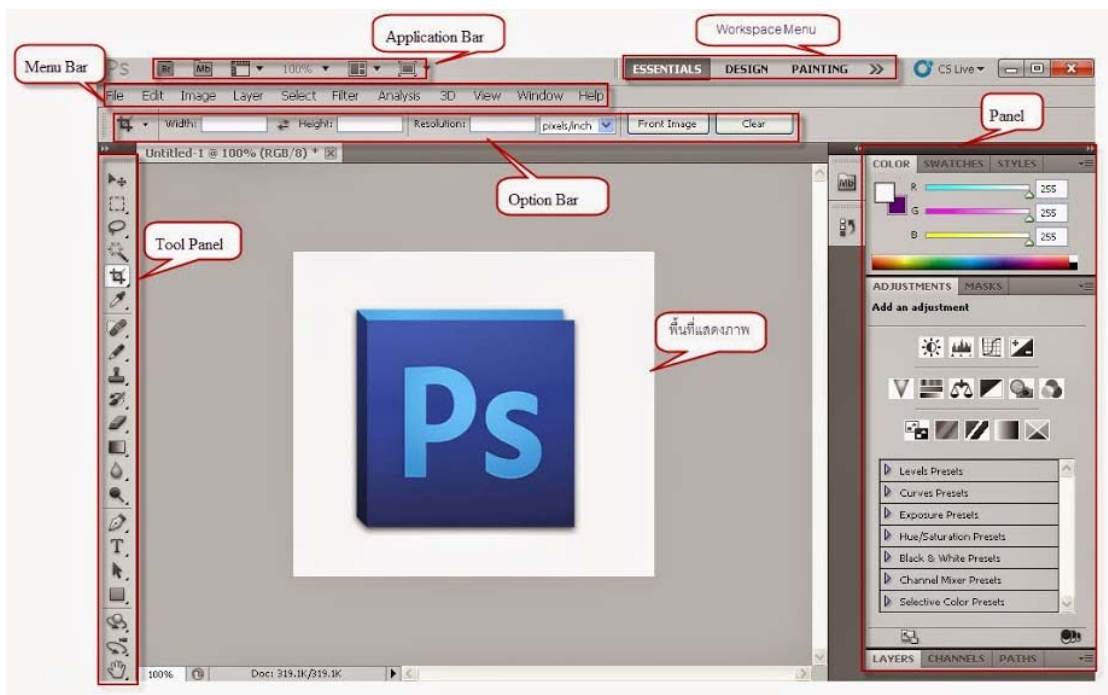 Application Bar
Workspace Menu
Menu Bar
Ps
Br
Mb
100%
ESSENTIALS DESIGN PAINTING
CS Live
File Edit Image Layer Select Filter Analysis 3D View Window Help
Width: Height: Resolution: pixels/inch Front Image Clear
Panel
Untitled-1 @ 100% (RGB/8) *
Option Bar
Mb
COLOR SWATCHES STYLES
R 255
G 255
B 255
Tool Panel
ADJUSTMENTS MASKS
Add an adjustment
พื้นที่แสดงภาพ
Ps
Levels Presets
Curves Presets
Exposure Presets
Hue/Saturation Presets
Black & White Presets
Channel Mixer Presets
Selective Color Presets
T
100% Doc: 319.1K/319.1K
LAYERS CHANNELS PATHS